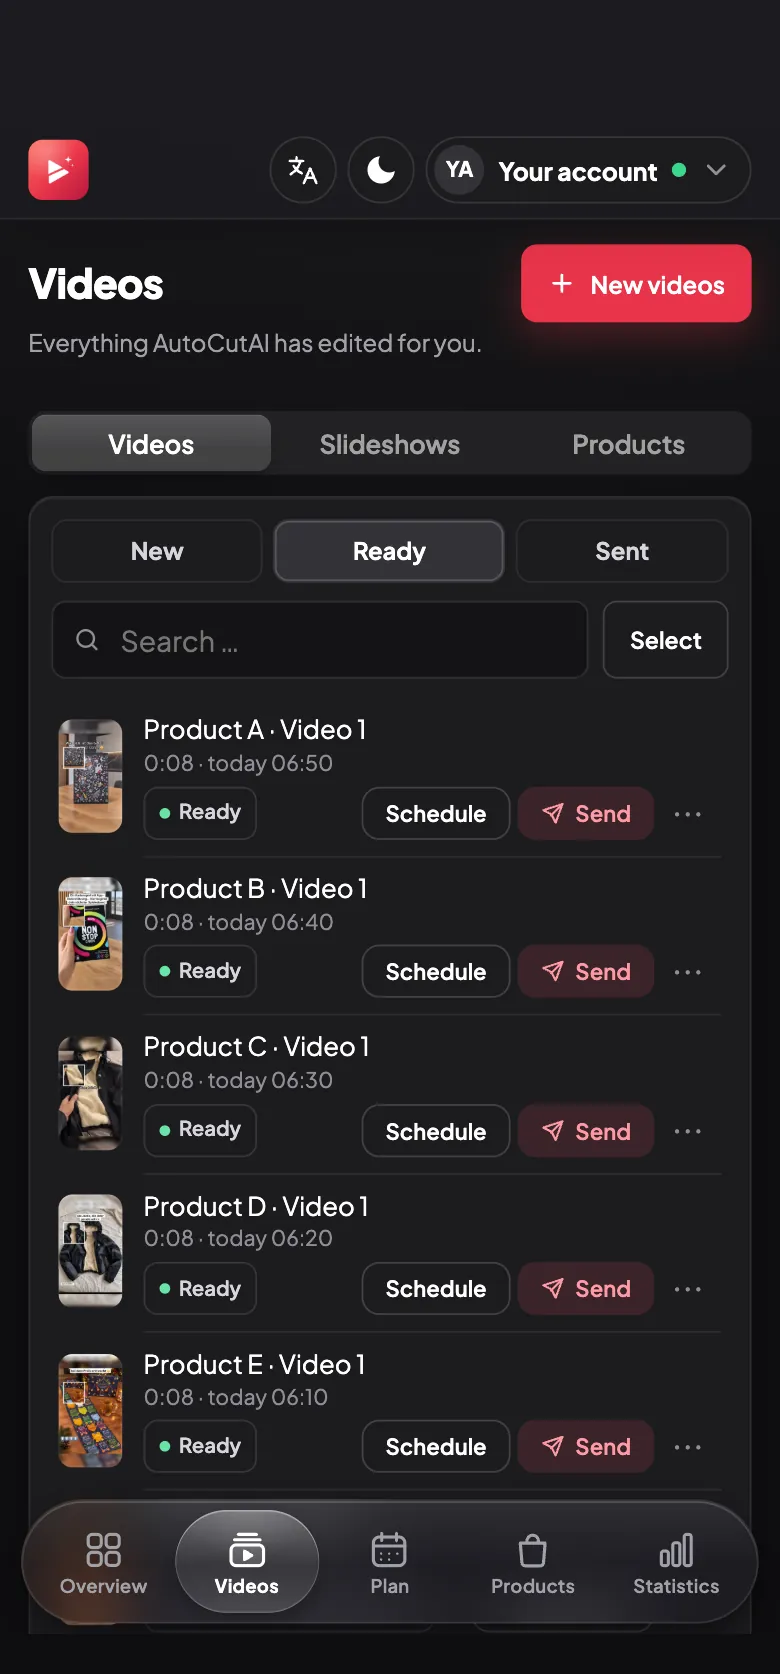 文A
YA Your account
Videos
+ New videos
Everything AutoCutAI has edited for you.
Videos Slideshows Products
New Ready Sent
Search ... Select
Product A · Video 1
0:08 · today 06:50
Ready Schedule Send ...
Product B · Video 1
0:08 · today 06:40
NON
STOP
Ready Schedule Send ...
Product C · Video 1
0:08 · today 06:30
Ready Schedule Send ...
Product D · Video 1
0:08 · today 06:20
Ready Schedule Send ...
Product E · Video 1
0:08 · today 06:10
Ready Schedule Send ...
Overview Videos Plan Products Statistics